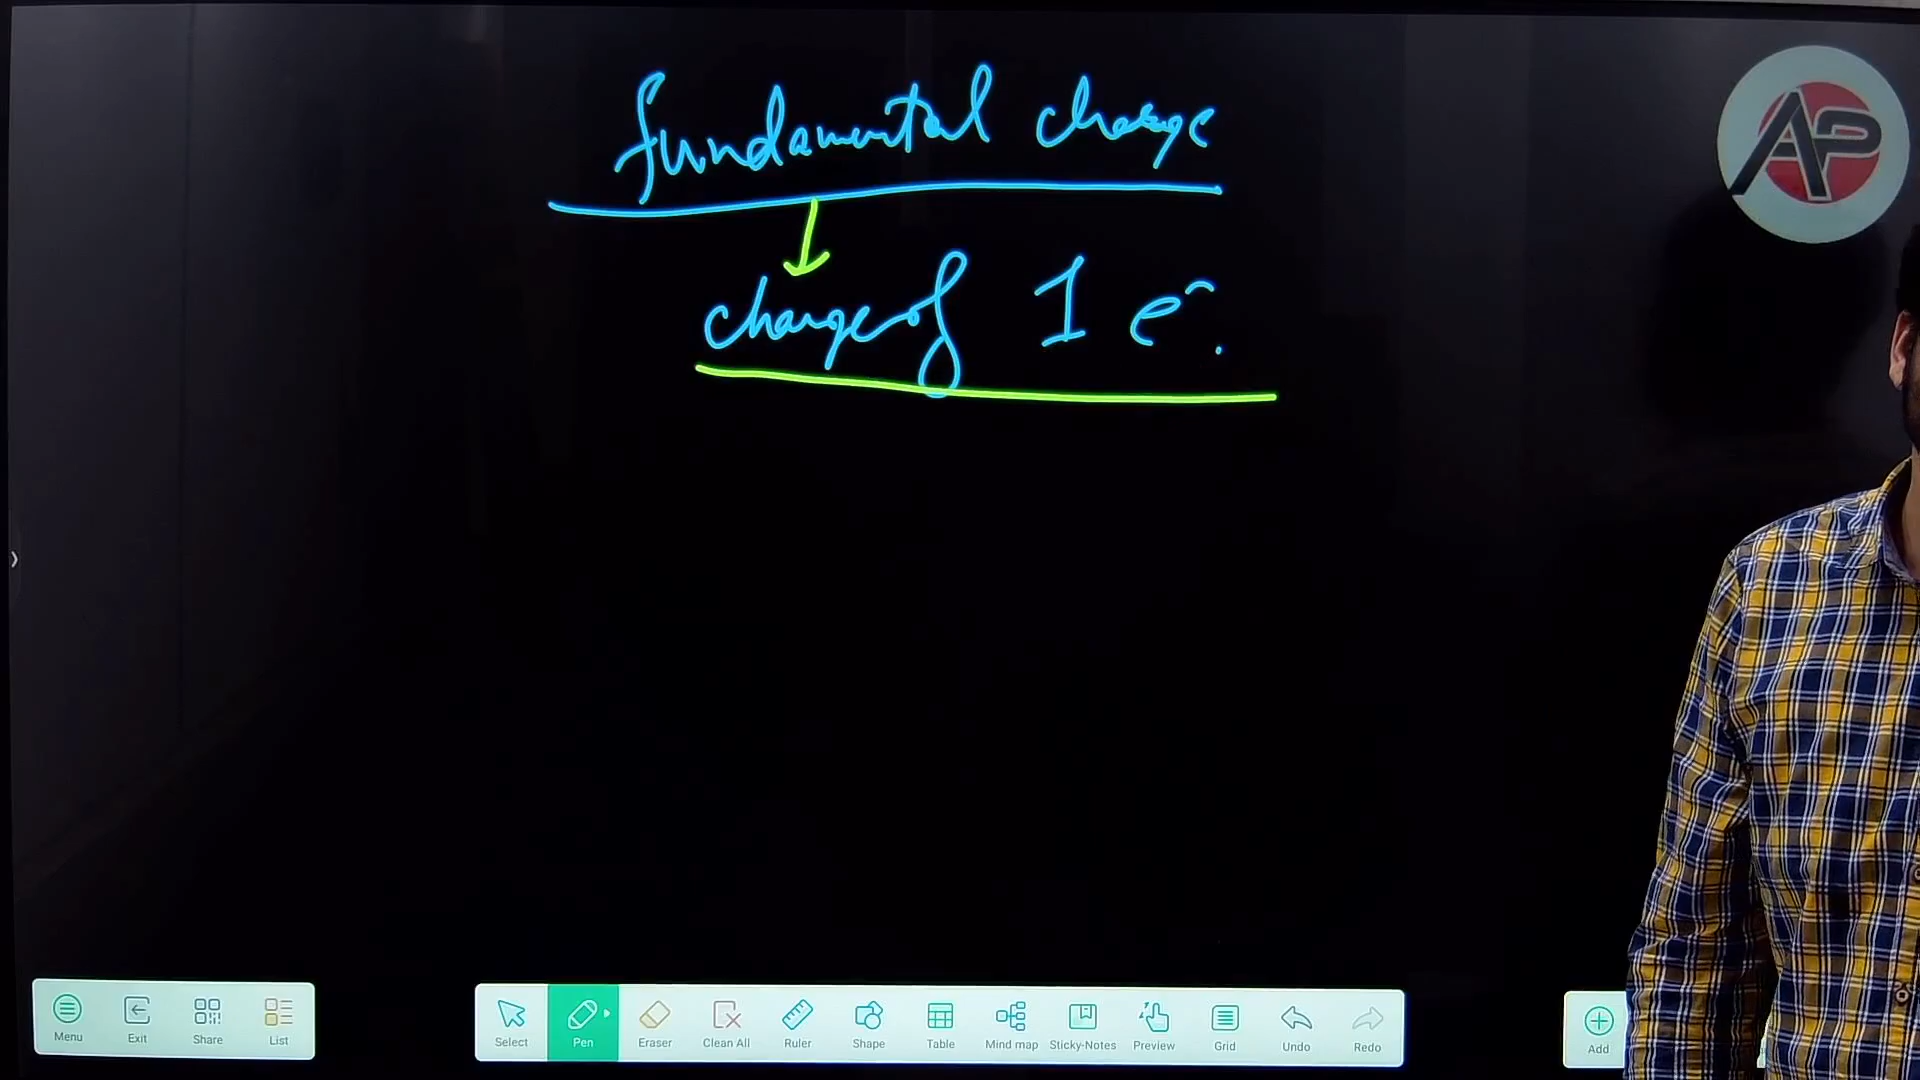 fundamental charge
charge of 1 e⁻.
AP
Menu
Exit
Share
List
Select
Pen
Eraser
Clean All
Ruler
Shape
Table
Mind map
Sticky-Notes
Preview
Grid
Undo
Redo
Add